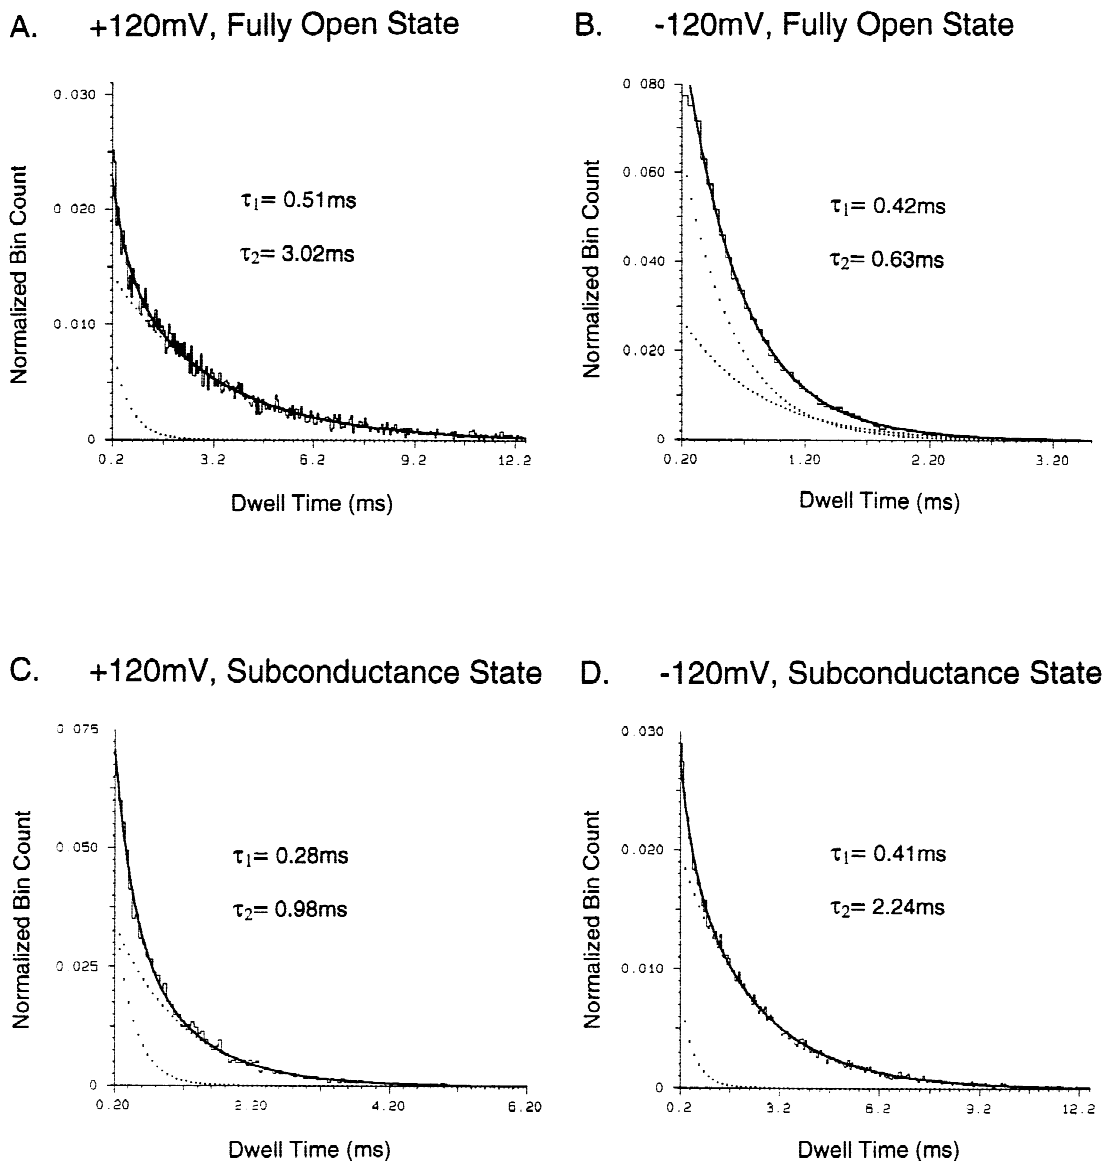 A. +120mV, Fully Open State
Normalized Bin Count
0.030
0.020
0.010
0
τ1= 0.51ms
τ2= 3.02ms
0.2 3.2 6.2 9.2 12.2
Dwell Time (ms)
B. -120mV, Fully Open State
Normalized Bin Count
0.080
0.060
0.040
0.020
0
τ1= 0.42ms
τ2= 0.63ms
0.20 1.20 2.20 3.20
Dwell Time (ms)
C. +120mV, Subconductance State
Normalized Bin Count
0.075
0.050
0.025
0
τ1= 0.28ms
τ2= 0.98ms
0.20 2.20 4.20 6.20
Dwell Time (ms)
D. -120mV, Subconductance State
Normalized Bin Count
0.030
0.020
0.010
0
τ1= 0.41ms
τ2= 2.24ms
0.2 3.2 6.2 9.2 12.2
Dwell Time (ms)